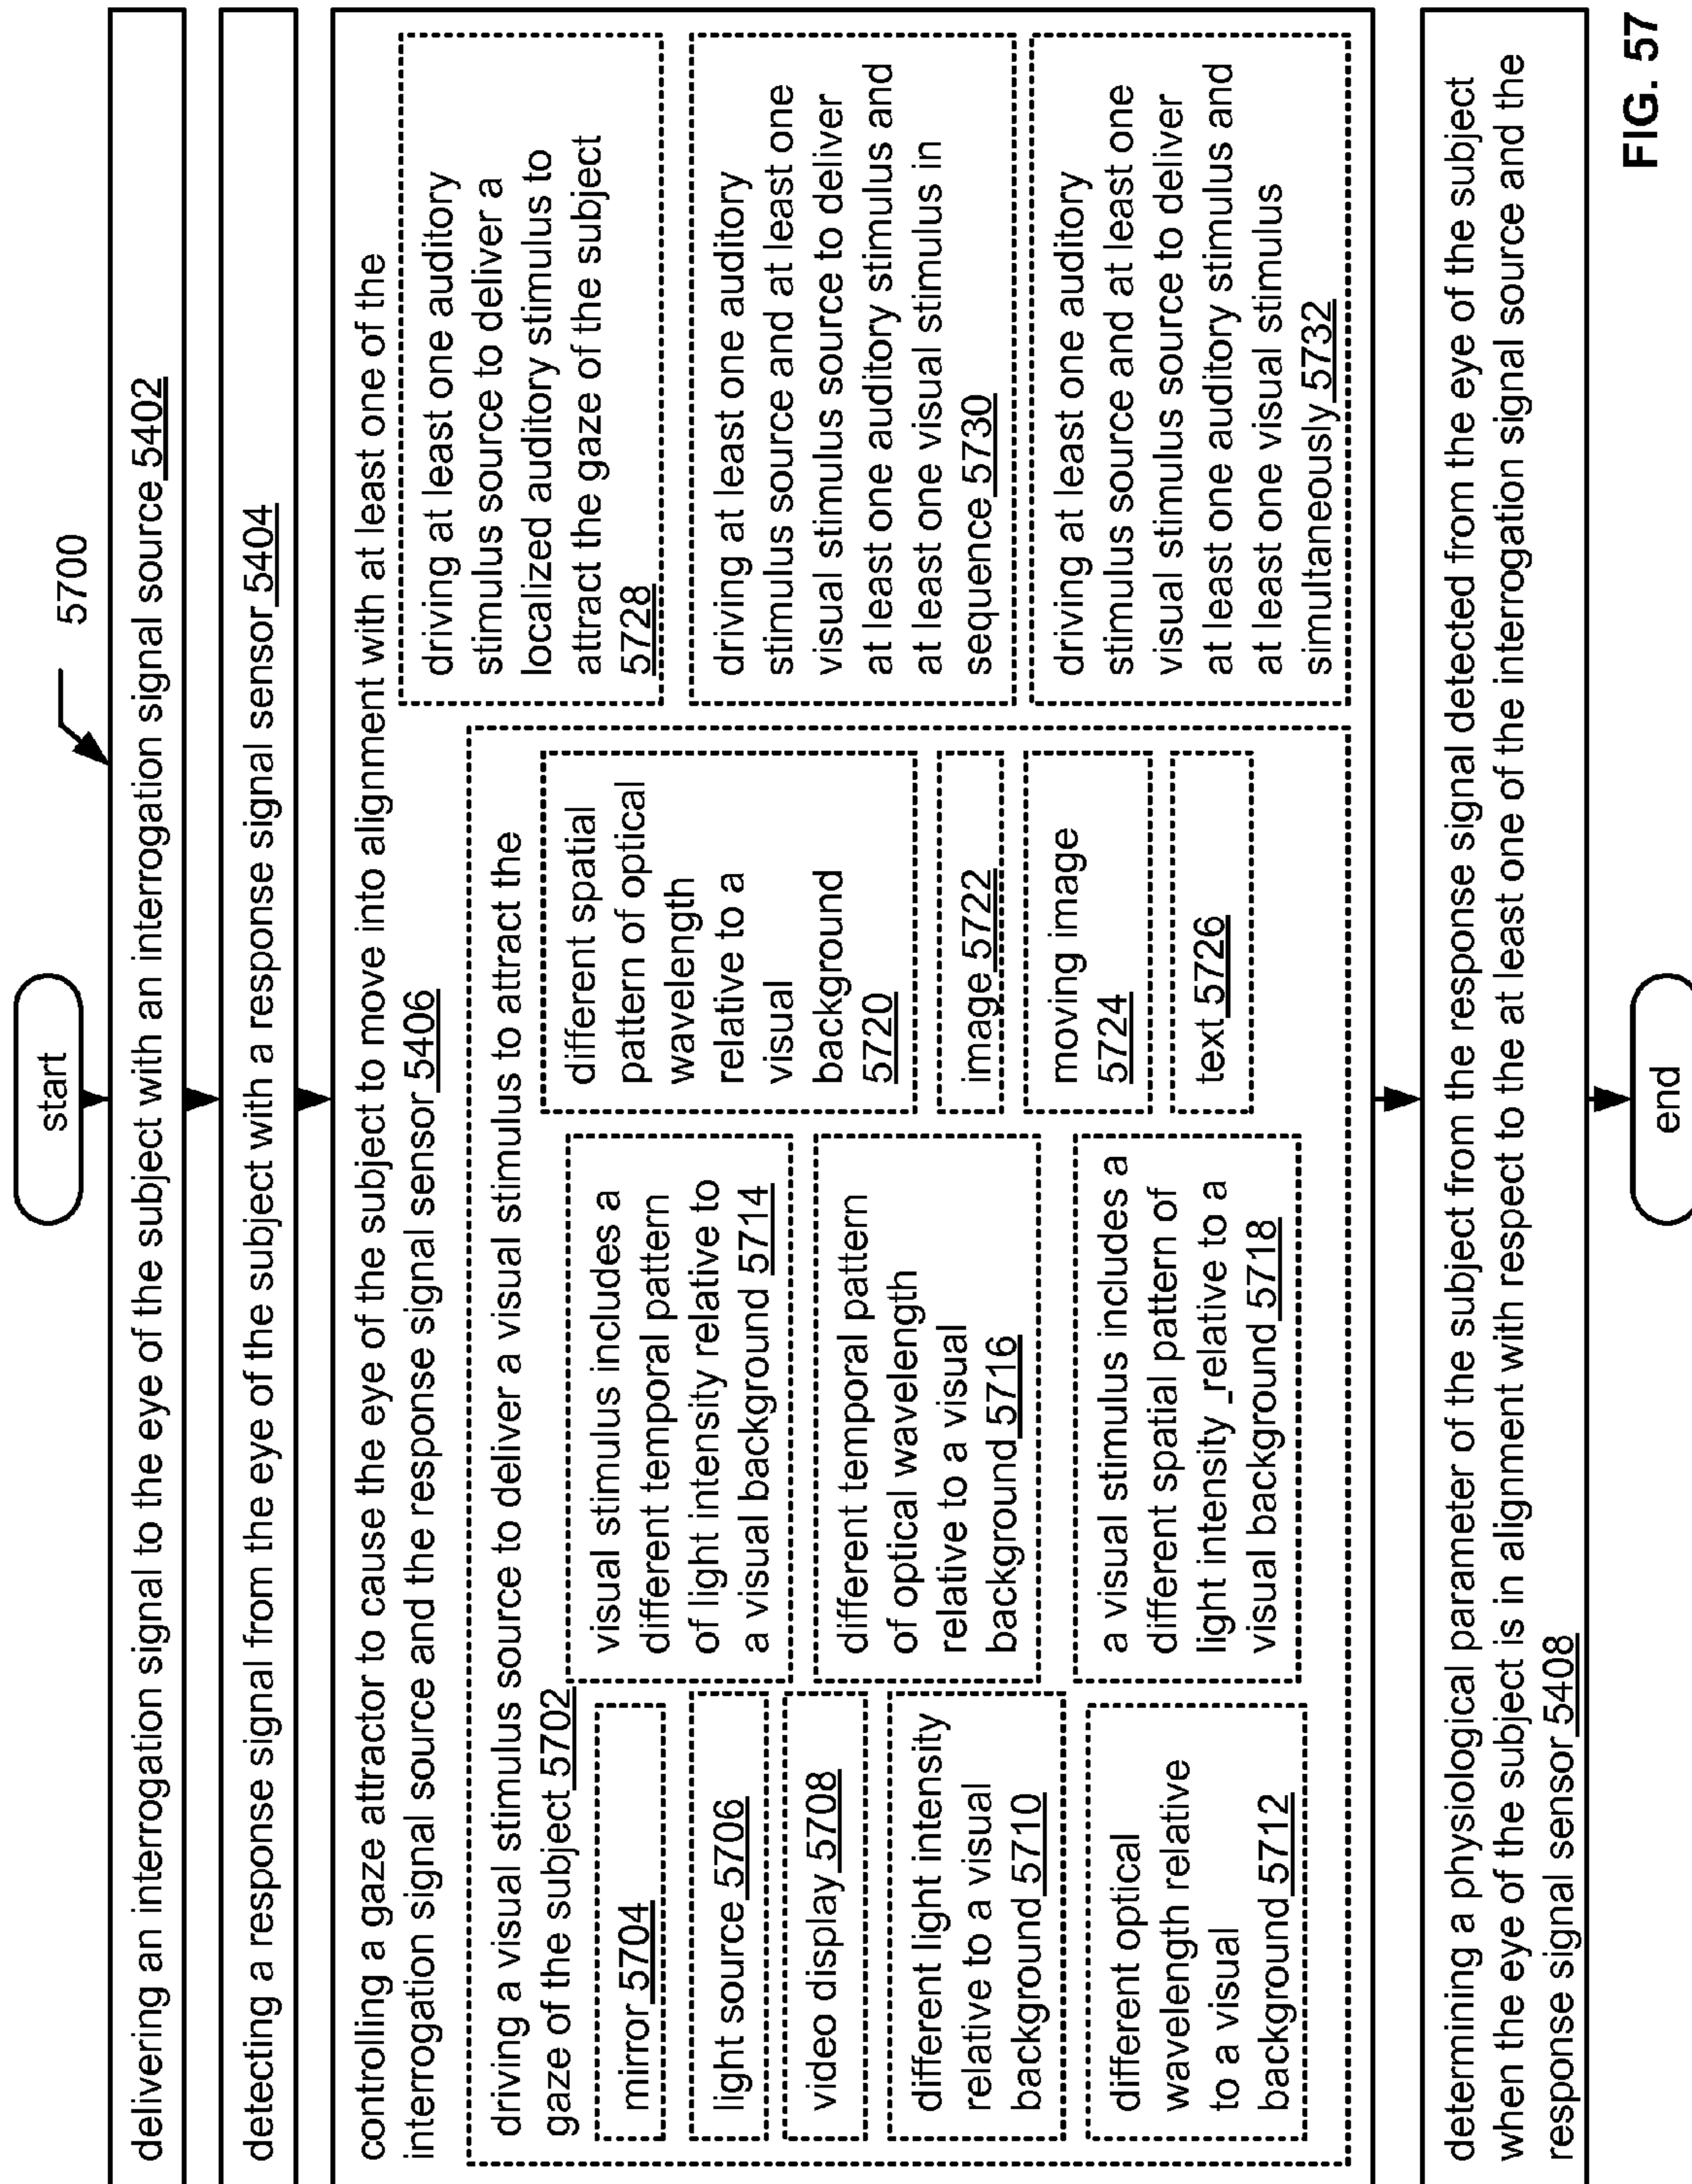 start
5700
delivering an interrogation signal to the eye of the subject with an interrogation signal source 5402
detecting a response signal from the eye of the subject with a response signal sensor 5404
controlling a gaze attractor to cause the eye of the subject to move into alignment with at least one of the
interrogation signal source and the response signal sensor 5406
driving a visual stimulus source to deliver a visual stimulus to attract the
gaze of the subject 5702
mirror 5704
light source 5706
video display 5708
different light intensity
relative to a visual
background 5710
different optical
wavelength relative
to a visual
background 5712
visual stimulus includes a
different temporal pattern
of light intensity relative to
a visual background 5714
different temporal pattern
of optical wavelength
relative to a visual
background 5716
a visual stimulus includes a
different spatial pattern of
light intensity relative to a
visual background 5718
different spatial
pattern of optical
wavelength
relative to a
visual
background
5720
image 5722
moving image
5724
text 5726
driving at least one auditory
stimulus source to deliver a
localized auditory stimulus to
attract the gaze of the subject
5728
driving at least one auditory
stimulus source and at least one
visual stimulus source to deliver
at least one auditory stimulus and
at least one visual stimulus in
sequence 5730
driving at least one auditory
stimulus source and at least one
visual stimulus source to deliver
at least one auditory stimulus and
at least one visual stimulus
simultaneously 5732
determining a physiological parameter of the subject from the response signal detected from the eye of the subject
when the eye of the subject is in alignment with respect to the at least one of the interrogation signal source and the
response signal sensor 5408
end
FIG. 57